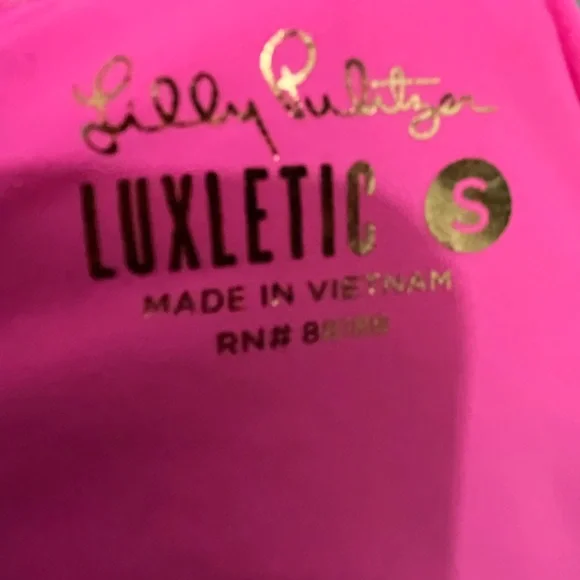 Lilly Pulitzer
LUXLETIC S
MADE IN VIETNAM
RN#